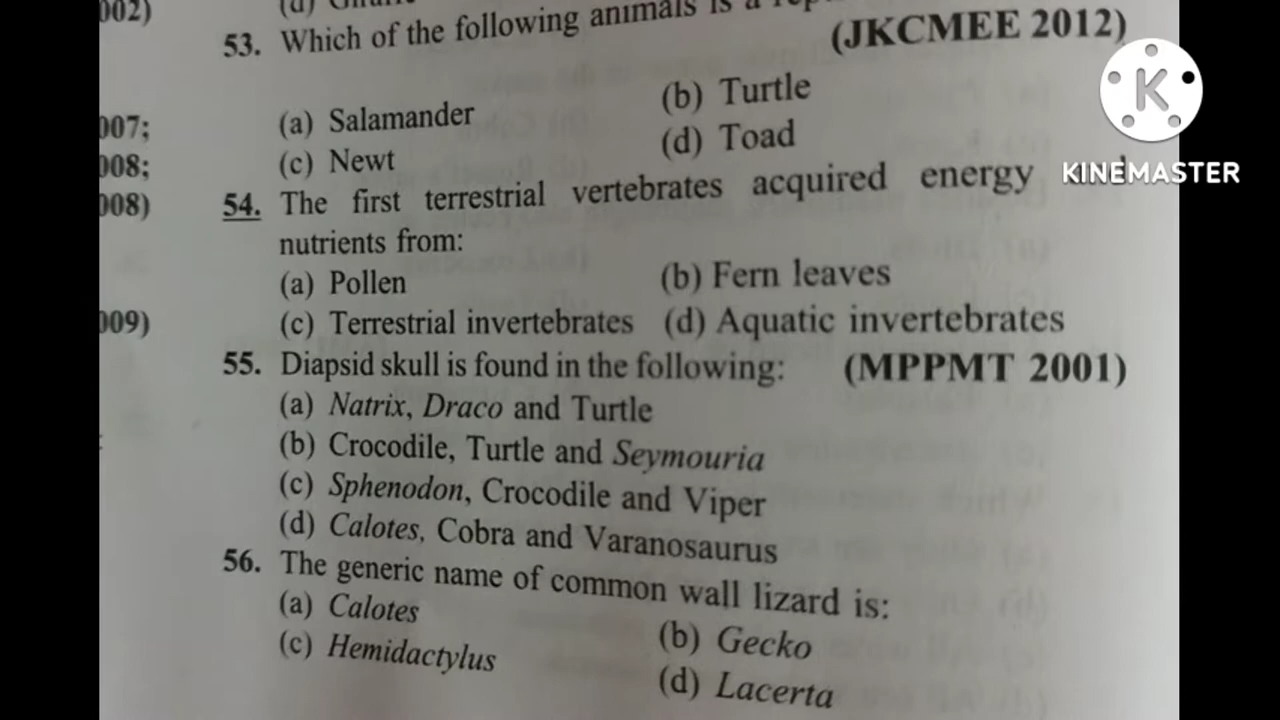 002)
53. Which of the following animals is a
(JKCMEE 2012)
(a) Salamander (b) Turtle
007;
(c) Newt (d) Toad
008;
008)
54. The first terrestrial vertebrates acquired energy
nutrients from:
(a) Pollen (b) Fern leaves
009)
(c) Terrestrial invertebrates (d) Aquatic invertebrates
55. Diapsid skull is found in the following: (MPPMT 2001)
(a) Natrix, Draco and Turtle
(b) Crocodile, Turtle and Seymouria
(c) Sphenodon, Crocodile and Viper
(d) Calotes, Cobra and Varanosaurus
56. The generic name of common wall lizard is:
(a) Calotes (b) Gecko
(c) Hemidactylus (d) Lacerta
K
KINEMASTER